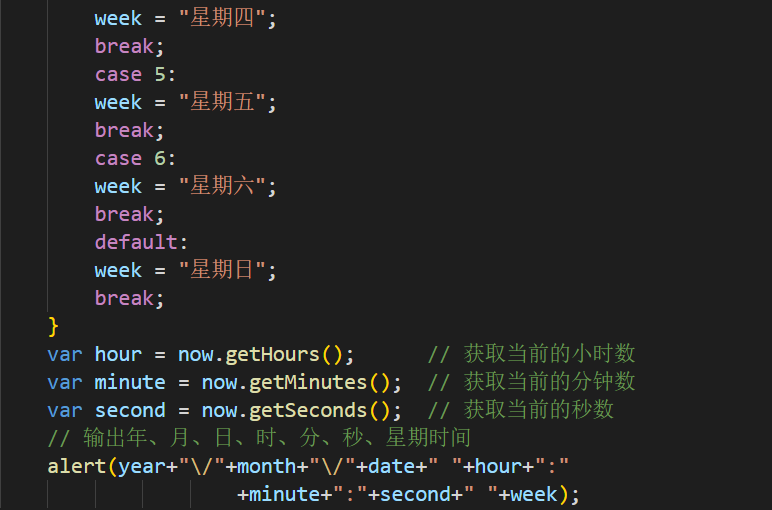 week = "星期四";
break;
case 5:
week = "星期五";
break;
case 6:
week = "星期六";
break;
default:
week = "星期日";
break;
}
var hour = now.getHours();      // 获取当前的小时数
var minute = now.getMinutes();  // 获取当前的分钟数
var second = now.getSeconds();  // 获取当前的秒数
// 输出年、月、日、时、分、秒、星期时间
alert(year+"\/"+month+"\/"+date+" "+hour+":"
+minute+":"+second+" "+week);